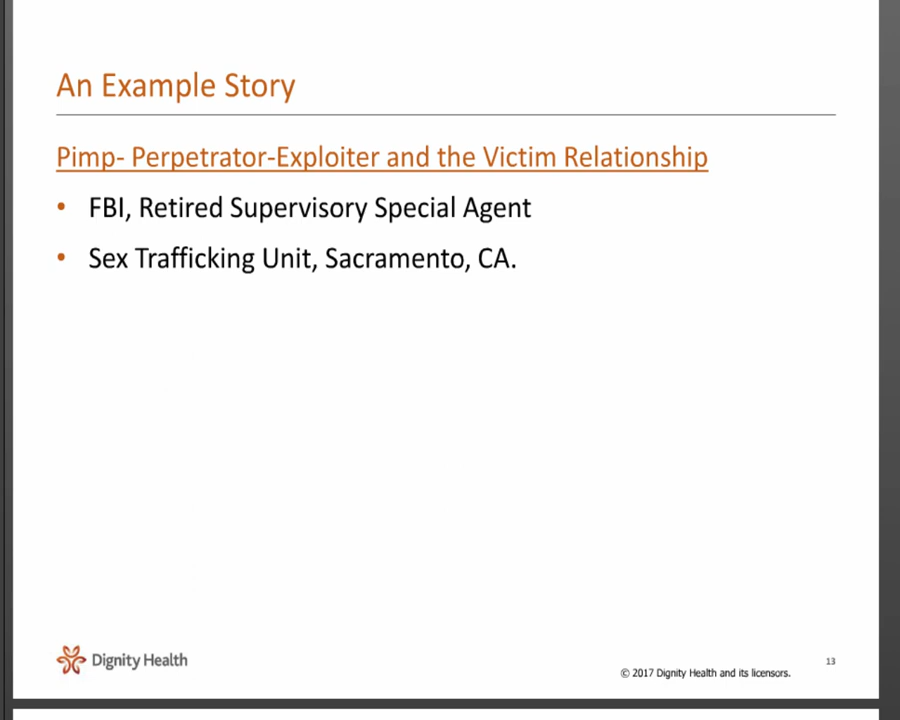 An Example Story
Pimp- Perpetrator-Exploiter and the Victim Relationship
• FBI, Retired Supervisory Special Agent
• Sex Trafficking Unit, Sacramento, CA.
Dignity Health
© 2017 Dignity Health and its licensors.
13